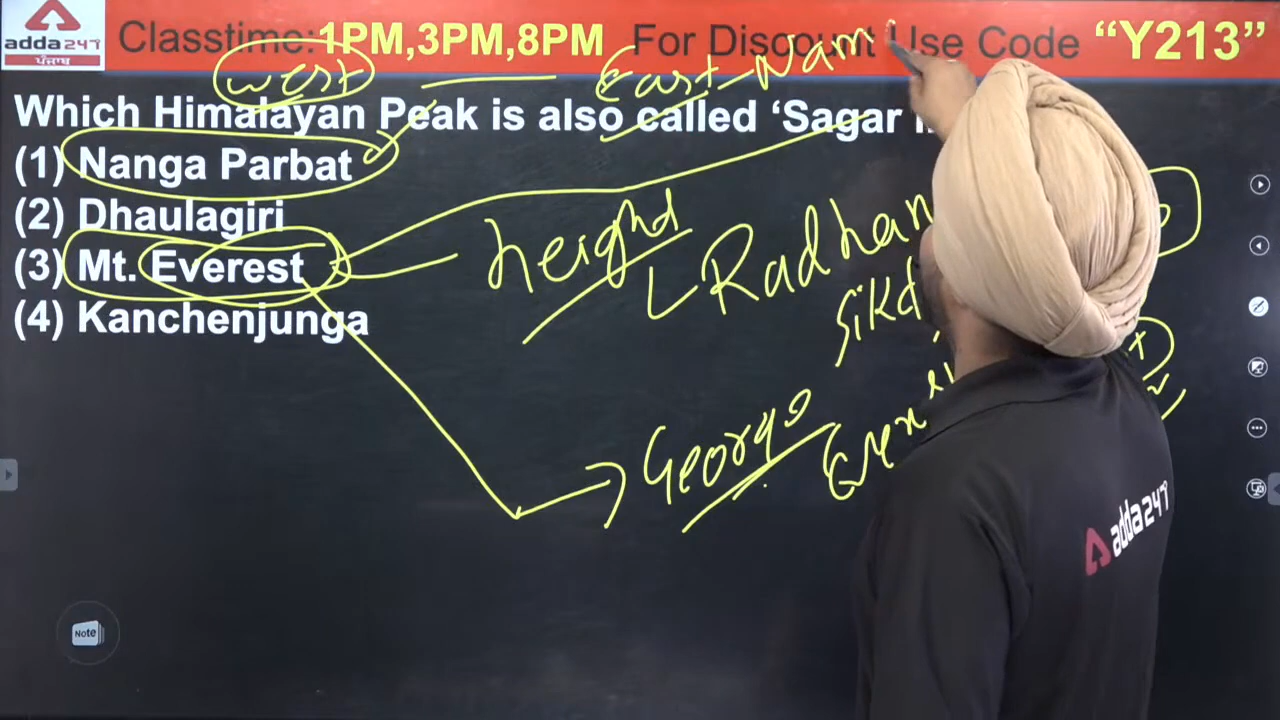 adda247
ਪੰਜਾਬ
Classtime: 1PM,3PM,8PM For Discount Use Code “Y213”
west East - Nam
Which Himalayan Peak is also called ‘Sagar
(1) Nanga Parbat
(2) Dhaulagiri
(3) Mt. Everest
(4) Kanchenjunga
height
Radhan
Sikd
George
adda247
Note